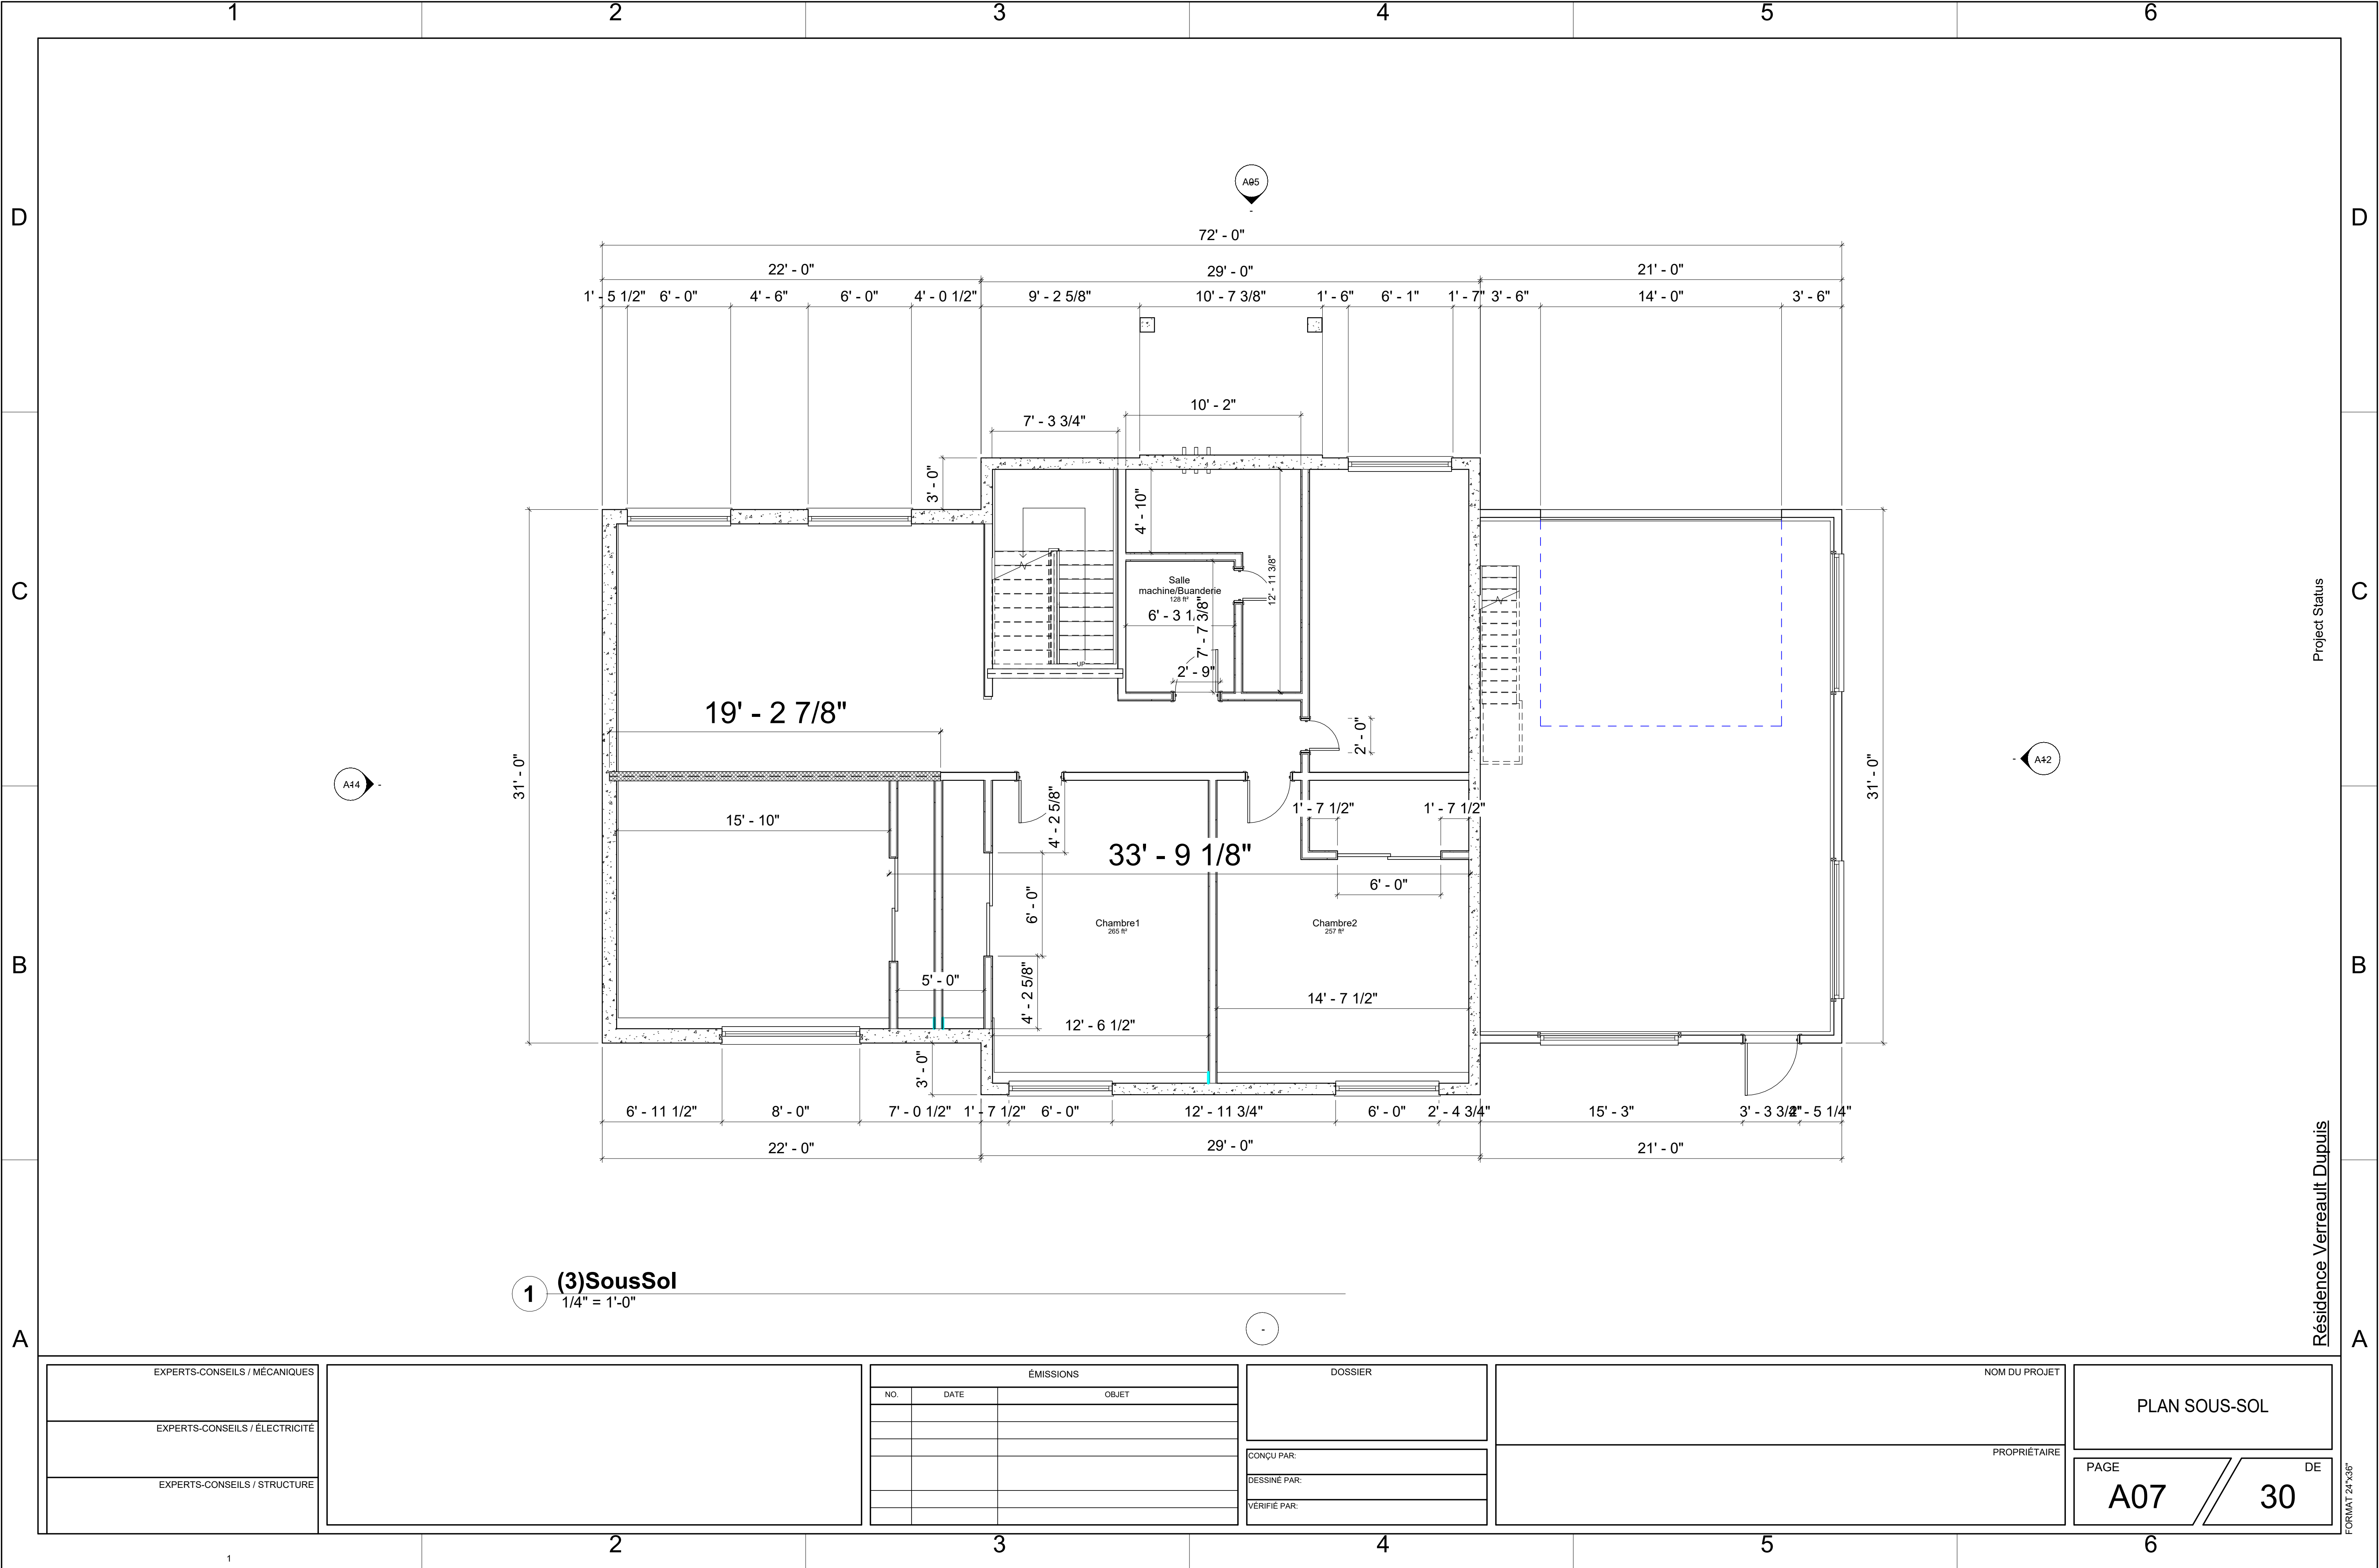 1 2 3 4 5 6
D D
C C
B B
A A
A05
-
72' - 0"
22' - 0" 29' - 0" 21' - 0"
1' - 5 1/2" 6' - 0" 4' - 6" 6' - 0" 4' - 0 1/2" 9' - 2 5/8" 10' - 7 3/8" 1' - 6" 6' - 1" 1' - 7" 3' - 6" 14' - 0" 3' - 6"
10' - 2"
7' - 3 3/4"
3' - 0"
4' - 10"
12' - 11 3/8"
Salle
machine/Buanderie
128 ft²
6' - 3 1
7' - 7 3/8"
2' - 9"
UP
19' - 2 7/8"
2' - 0"
31' - 0"
31' - 0"
A14 -
- A12
15' - 10"
4' - 2 5/8"
1' - 7 1/2" 1' - 7 1/2"
33' - 9 1/8"
6' - 0"
6' - 0"
Chambre1
265 ft²
Chambre2
257 ft²
5' - 0"
4' - 2 5/8"
14' - 7 1/2"
12' - 6 1/2"
3' - 0"
6' - 11 1/2" 8' - 0" 7' - 0 1/2" 1' - 7 1/2" 6' - 0" 12' - 11 3/4" 6' - 0" 2' - 4 3/4" 15' - 3" 3' - 3 3/4" 2' - 5 1/4"
22' - 0" 29' - 0" 21' - 0"
1 (3)SousSol
1/4" = 1'-0"
-
Project Status
Résidence Verreault Dupuis
EXPERTS-CONSEILS / MÉCANIQUES
EXPERTS-CONSEILS / ÉLECTRICITÉ
EXPERTS-CONSEILS / STRUCTURE
ÉMISSIONS
NO. DATE OBJET
DOSSIER
CONÇU PAR:
DESSINÉ PAR:
VÉRIFIÉ PAR:
NOM DU PROJET
PROPRIÉTAIRE
PLAN SOUS-SOL
PAGE DE
A07 30
FORMAT 24"x36"
1 2 3 4 5 6